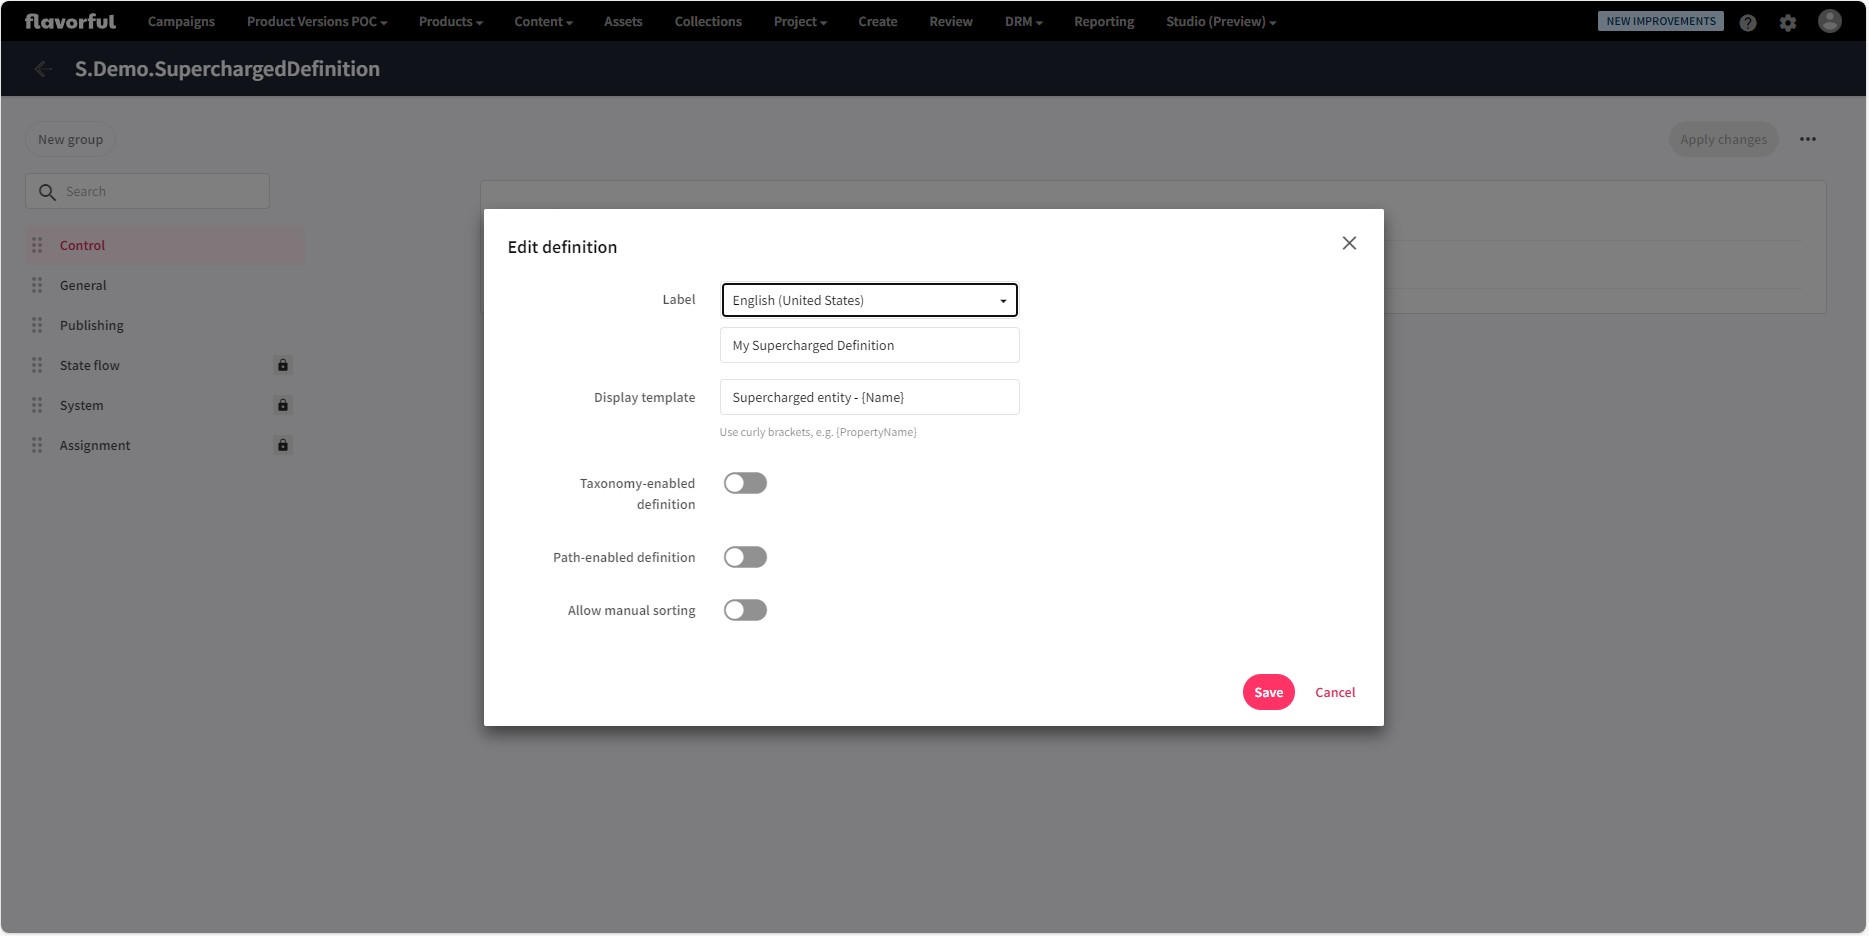 flavorful Campaigns Product Versions POC Products Content Assets Collections Project Create Review DRM Reporting Studio (Preview) NEW IMPROVEMENTS ?
S.Demo.SuperchargedDefinition
New group
Apply changes
Search
Control
General
Publishing
State flow
System
Assignment
Edit definition
Label
English (United States)
My Supercharged Definition
Display template
Supercharged entity - {Name}
Use curly brackets, e.g. {PropertyName}
Taxonomy-enabled
definition
Path-enabled definition
Allow manual sorting
Save
Cancel